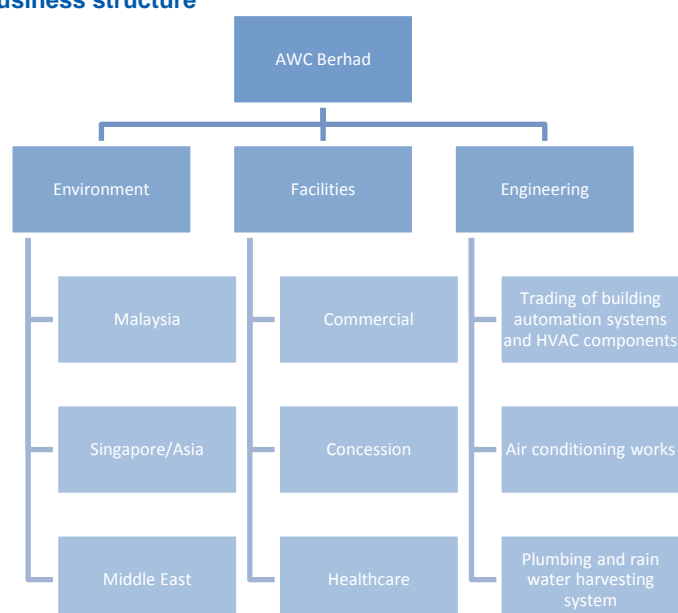 usiness structure
AWC Berhad
Environment
Facilities
Engineering
Malaysia
Commercial
Trading of building
automation systems
and HVAC components
Singapore/Asia
Concession
Air conditioning works
Middle East
Healthcare
Plumbing and rain
water harvesting
system